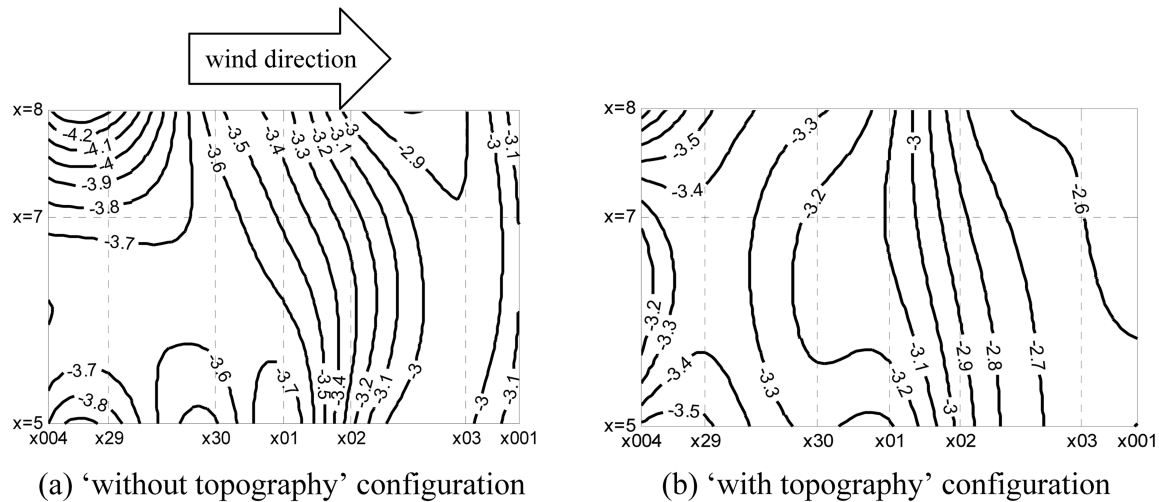 wind direction
x=8
-4.2
-4.1
-4
-3.9
-3.8
-3.7
-3.6
-3.5
-3.4
-3.3
-3.2
-3.1
-3
-2.9
-3
-3.1
x=7
-3.7
-3.8
-3.6
-3.7
-3.5
-3.4
-3.2
-3.1
-3
-3
-3.1
x=5
x004
x29
x30
x01
x02
x03
x001
x=8
-3.5
-3.4
-3.3
-3.2
-3
-2.6
x=7
-3.2
-3.3
-3.4
-3.5
-3.3
-3.2
-3.1
-3
-2.9
-2.8
-2.7
x=5
x004
x29
x30
x01
x02
x03
x001
(a) ‘without topography’ configuration
(b) ‘with topography’ configuration